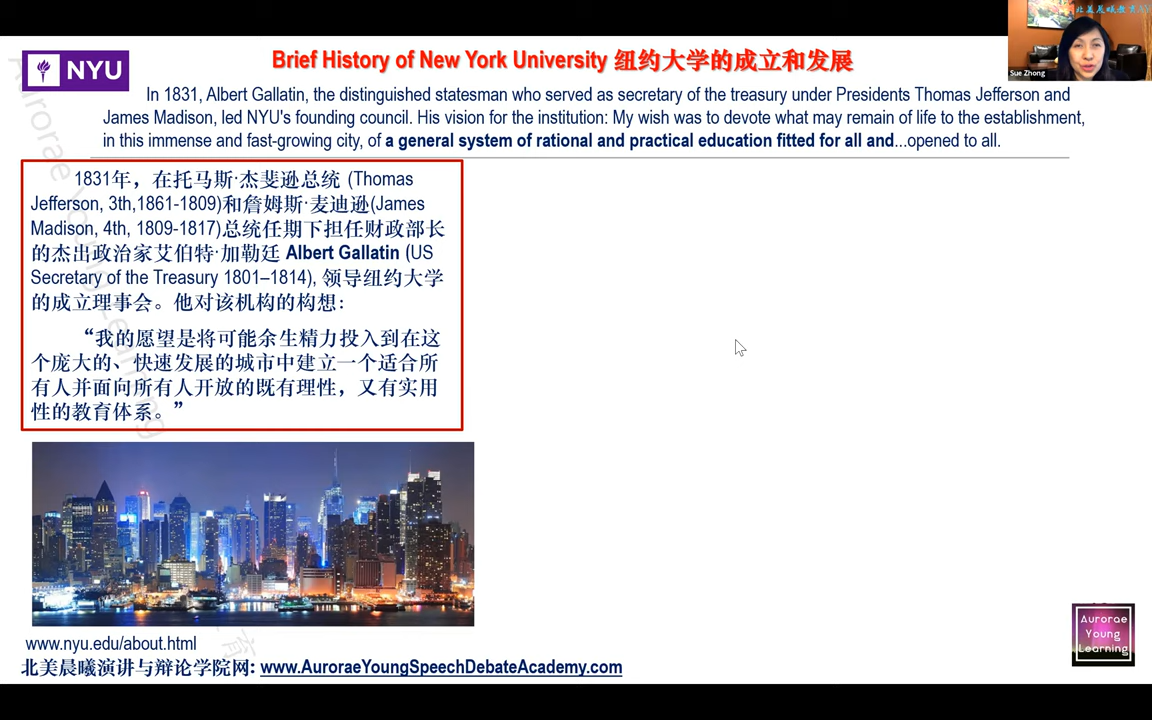 北美晨曦教育
Sue Zhong
NYU
Brief History of New York University 纽约大学的成立和发展
In 1831, Albert Gallatin, the distinguished statesman who served as secretary of the treasury under Presidents Thomas Jefferson and
James Madison, led NYU's founding council. His vision for the institution: My wish was to devote what may remain of life to the establishment,
in this immense and fast-growing city, of a general system of rational and practical education fitted for all and...opened to all.
1831年，在托马斯·杰斐逊总统 (Thomas
Jefferson, 3th,1861-1809)和詹姆斯·麦迪逊(James
Madison, 4th, 1809-1817)总统任期下担任财政部长
的杰出政治家艾伯特·加勒廷 Albert Gallatin (US
Secretary of the Treasury 1801–1814), 领导纽约大学
的成立理事会。他对该机构的构想：
“我的愿望是将可能余生精力投入到在这
个庞大的、快速发展的城市中建立一个适合所
有人并面向所有人开放的既有理性，又有实用
性的教育体系。”
www.nyu.edu/about.html
北美晨曦演讲与辩论学院网: www.AuroraeYoungSpeechDebateAcademy.com
Aurorae
Young
Learning